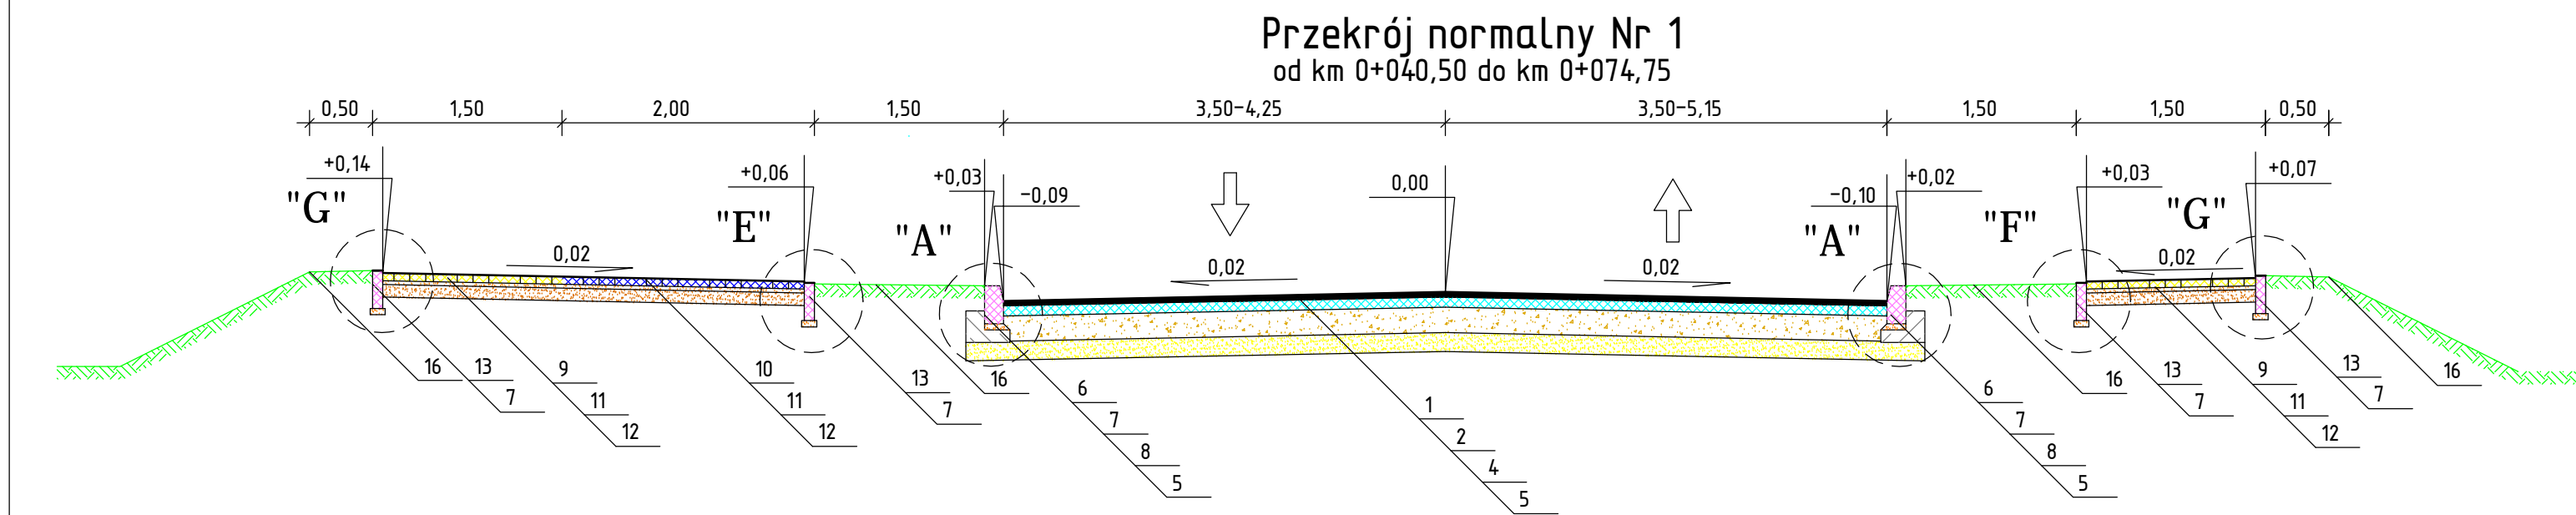 Przekrój normalny Nr 1
od km 0+040,50 do km 0+074,75
0,50 1,50 2,00 1,50 3,50-4,25 3,50-5,15 1,50 1,50 0,50
+0,14 +0,06 +0,03 -0,09 0,00 -0,10 +0,02 +0,03 +0,07
"G" "E" "A" "A" "F" "G"
0,02 0,02 0,02 0,02
16 13 7
9 11 12
10 11 12
13 7
16
6 7 8 5
1 2 4 5
6 7 8 5
16
13 7
9 11 12
13 7
16